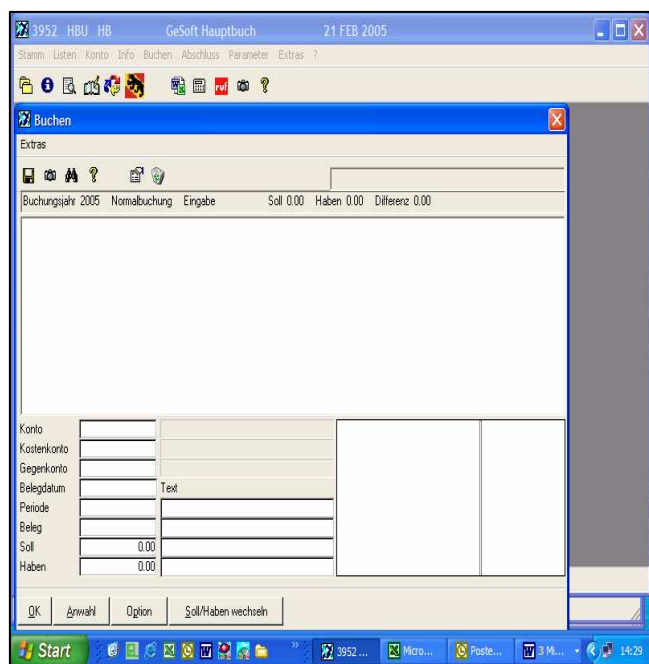 3952 HBU HB GeSoft Hauptbuch 21 FEB 2005
Stamm Listen Konto Info Buchen Abschluss Parameter Extras ?
ruf ?
Buchen
Extras
?
Buchungsjahr 2005 Normalbuchung Eingabe Soll 0.00 Haben 0.00 Differenz 0.00
Konto
Kostenkonto
Gegenkonto
Belegdatum Text
Periode
Beleg
Soll 0.00
Haben 0.00
OK Anwahl Option Soll/Haben wechseln
Start » 3952 ... Micro... Poste... 3 Mi... 14:29